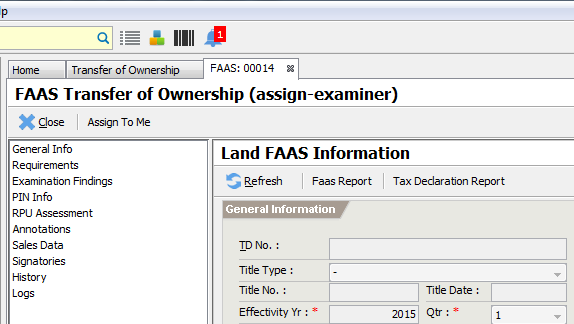 lp
1
Home Transfer of Ownership FAAS: 00014
FAAS Transfer of Ownership (assign-examiner)
Close Assign To Me
General Info
Requirements
Examination Findings
PIN Info
RPU Assessment
Annotations
Sales Data
Signatories
History
Logs
Land FAAS Information
Refresh Faas Report Tax Declaration Report
General Information
TD No. :
Title Type : -
Title No. : Title Date :
Effectivity Yr : * 2015 Qtr : * 1